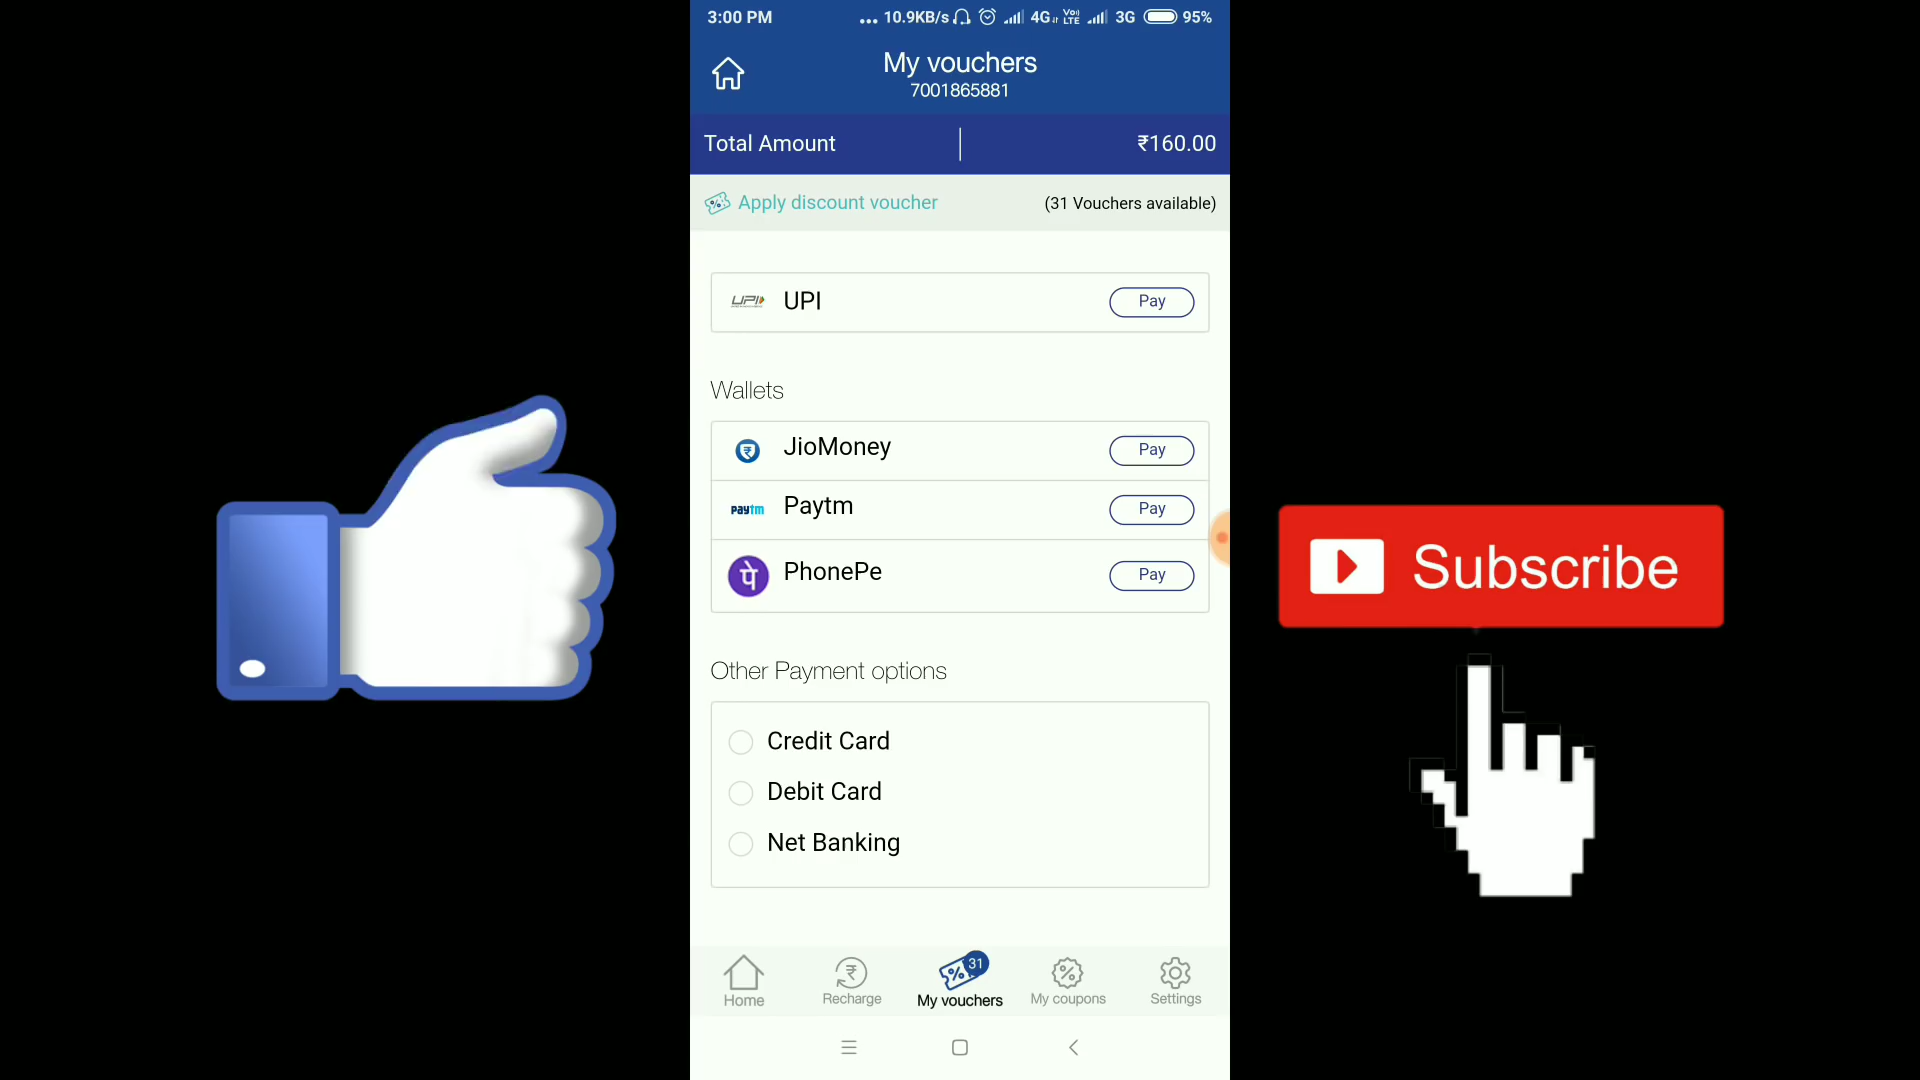 3:00 PM
... 10.9KB/s 4G VoLTE 3G 95%
My vouchers
7001865881
Total Amount ₹160.00
Apply discount voucher (31 Vouchers available)
UPI UPI Pay
Wallets
JioMoney Pay
paytm Paytm Pay
पे PhonePe Pay
Subscribe
Other Payment options
Credit Card
Debit Card
Net Banking
31
Home Recharge My vouchers My coupons Settings